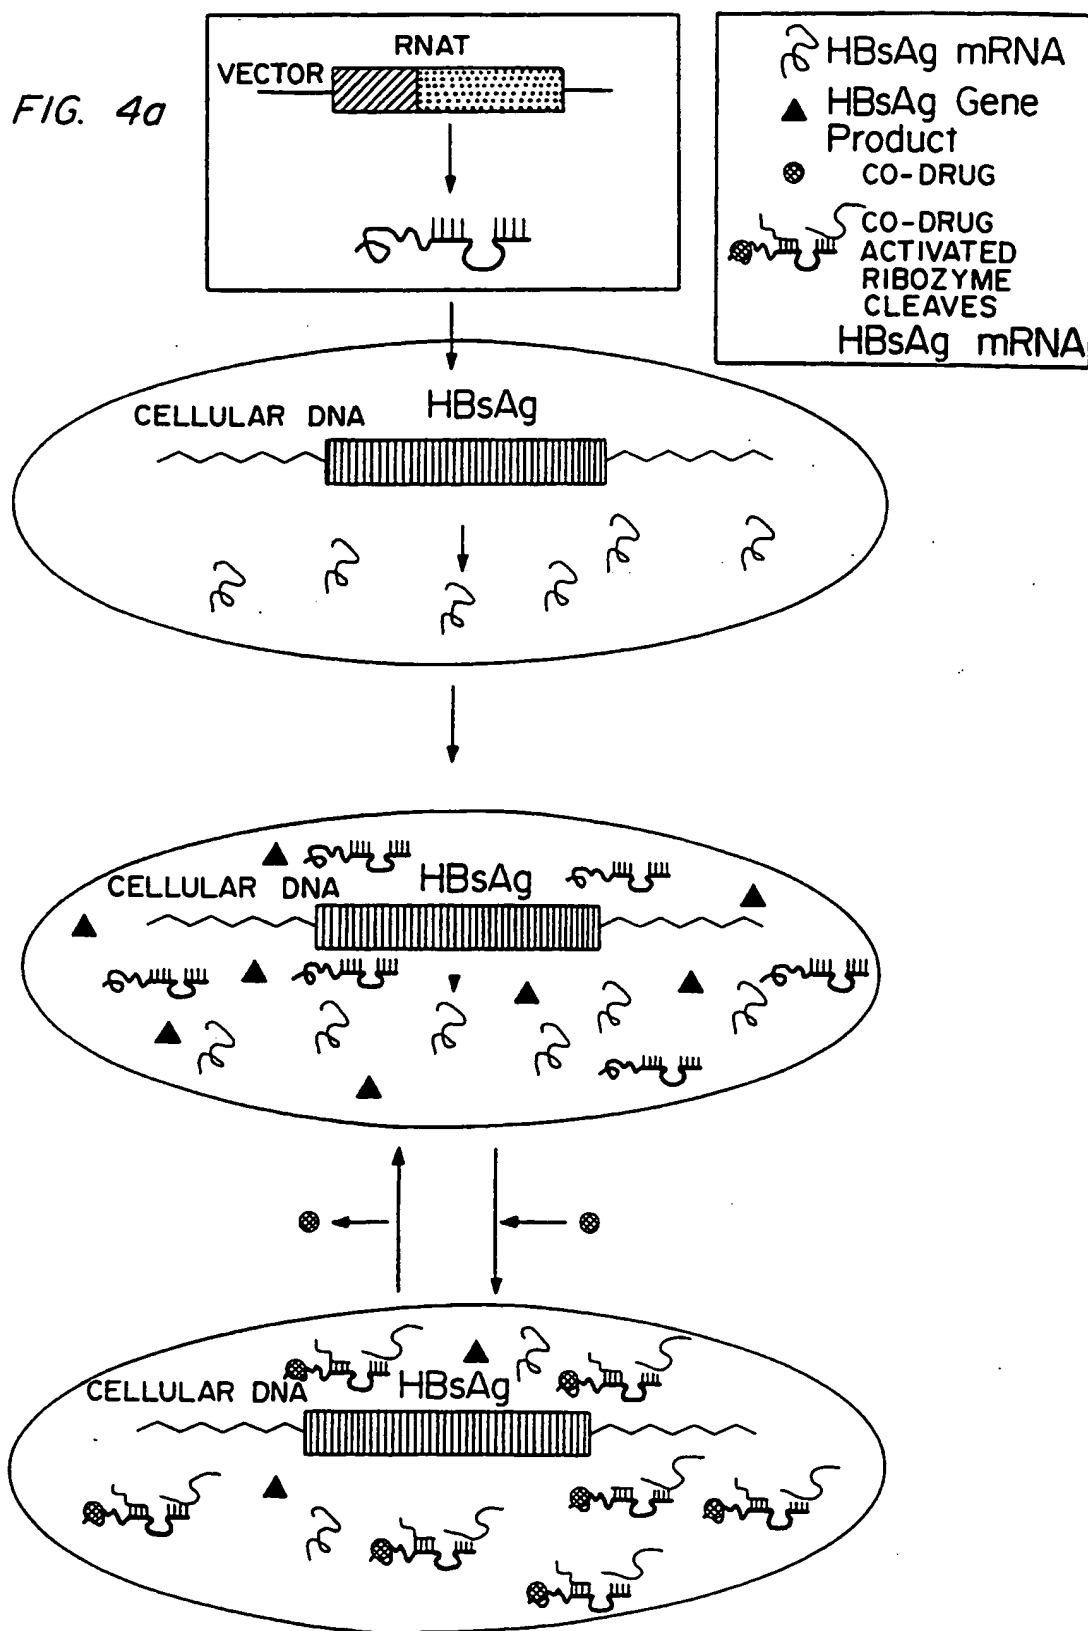 FIG. 4a
RNAT
VECTOR
HBsAg mRNA
HBsAg Gene
Product
CO-DRUG
CO-DRUG
ACTIVATED
RIBOZYME
CLEAVES
HBsAg mRNA
CELLULAR DNA HBsAg
CELLULAR DNA HBsAg
CELLULAR DNA HBsAg